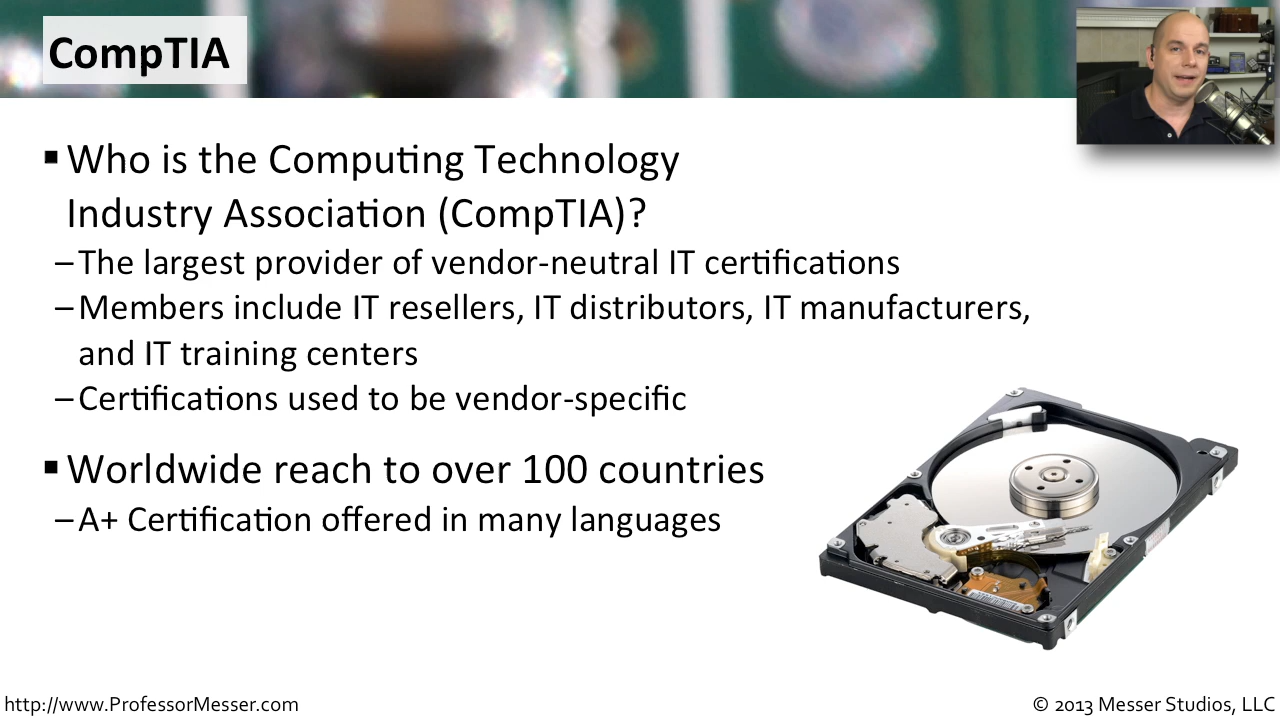 CompTIA
▪ Who is the Computing Technology
Industry Association (CompTIA)?
– The largest provider of vendor-neutral IT certifications
– Members include IT resellers, IT distributors, IT manufacturers,
and IT training centers
– Certifications used to be vendor-specific
▪ Worldwide reach to over 100 countries
– A+ Certification offered in many languages
http://www.ProfessorMesser.com
© 2013 Messer Studios, LLC